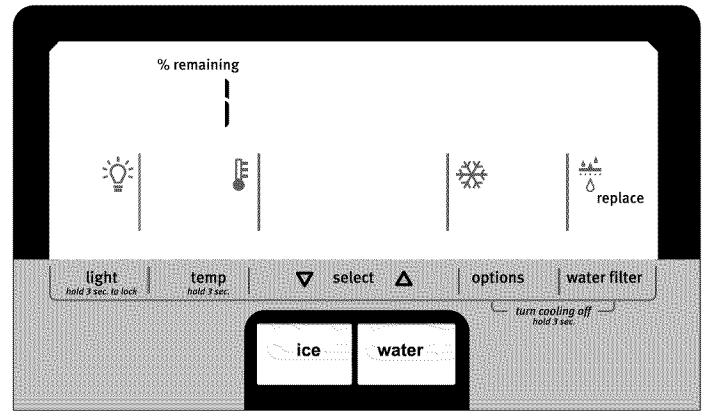 % remaining
1
replace
light temp select options water filter
hold 3 sec. to lock hold 3 sec.
turn cooling off
hold 3 sec.
ice water